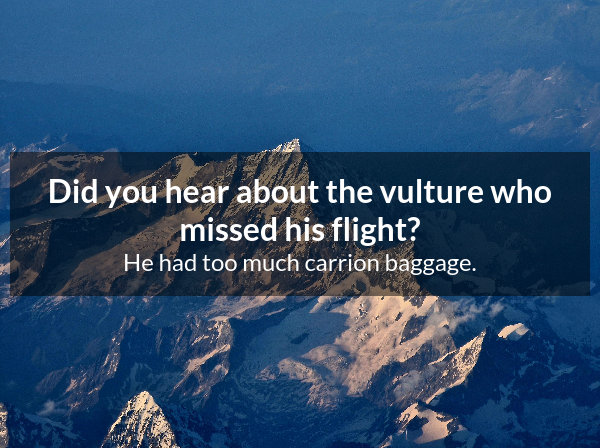 Did you hear about the vulture who
missed his flight?
He had too much carrion baggage.